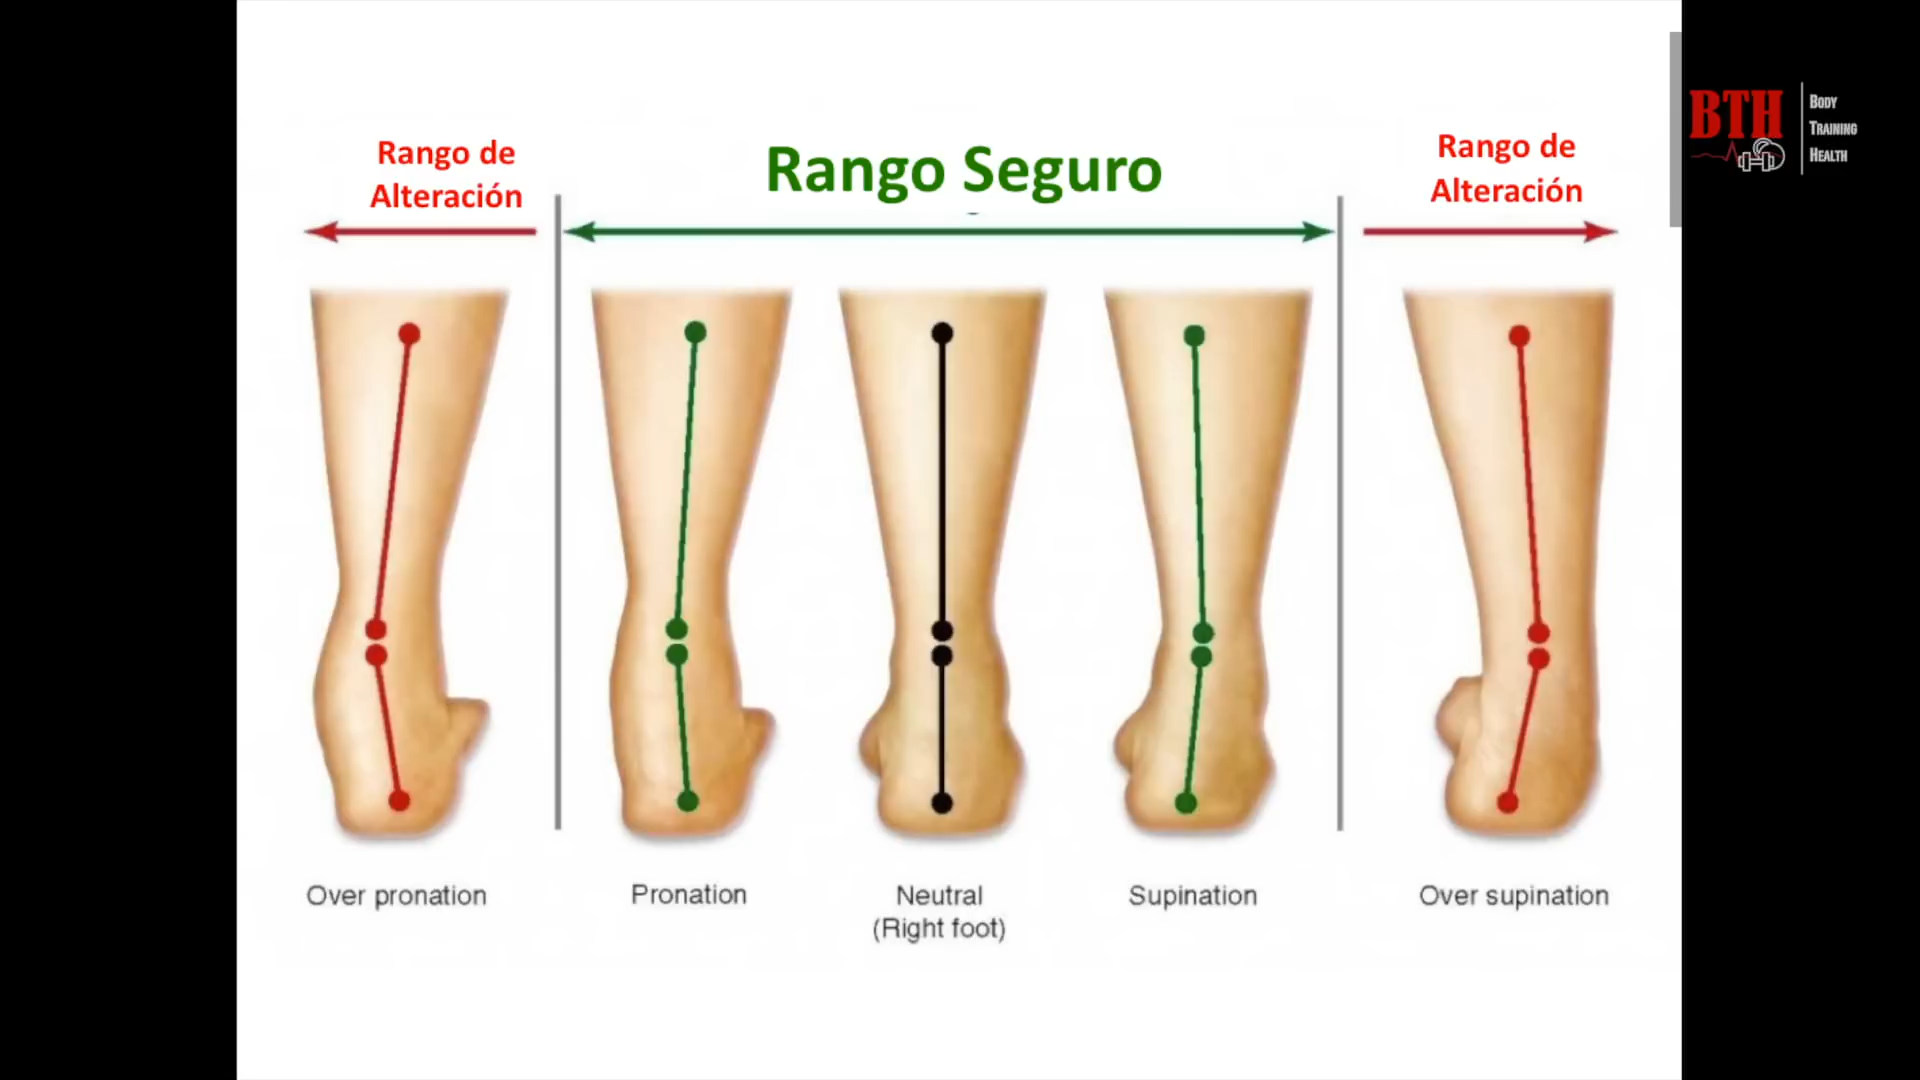 Rango de
Alteración
Rango Seguro
Rango de
Alteración
BTH
Body
Training
Health
Over pronation
Pronation
Neutral
(Right foot)
Supination
Over supination